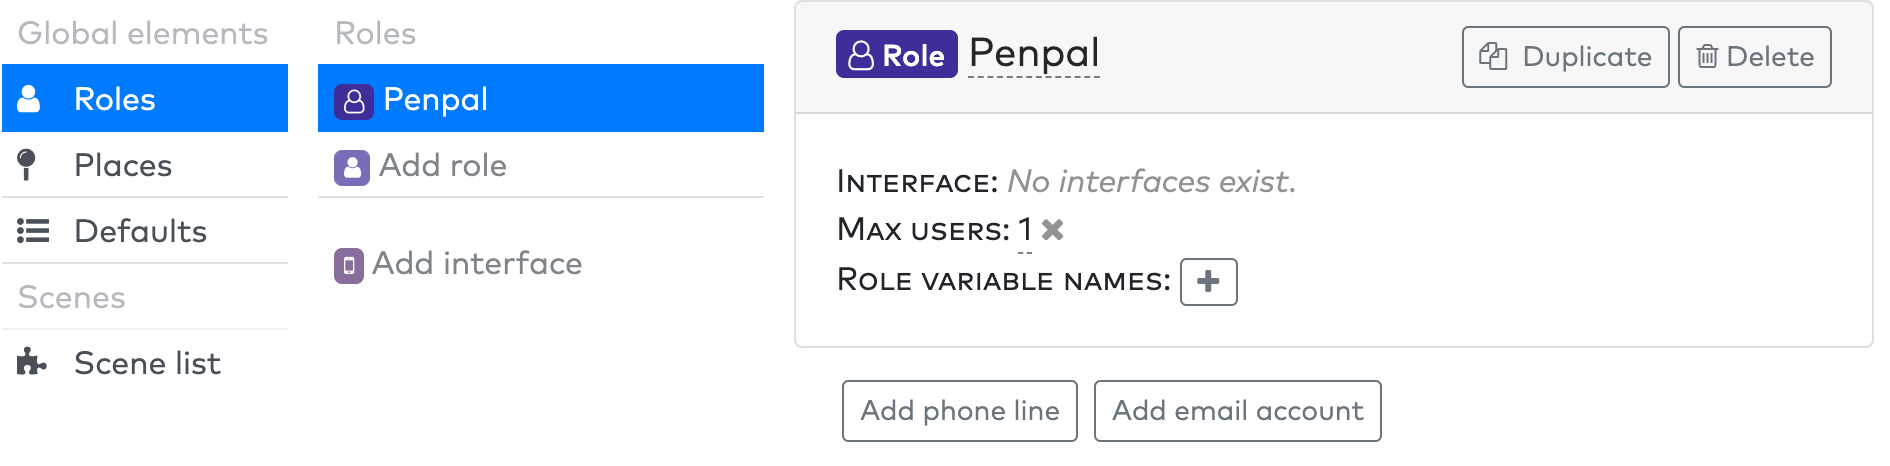 Global elements
Roles
Places
Defaults
Scenes
Scene list
Roles
Penpal
Add role
Add interface
Role Penpal
Duplicate
Delete
Interface: No interfaces exist.
Max users: 1
Role variable names:
Add phone line
Add email account